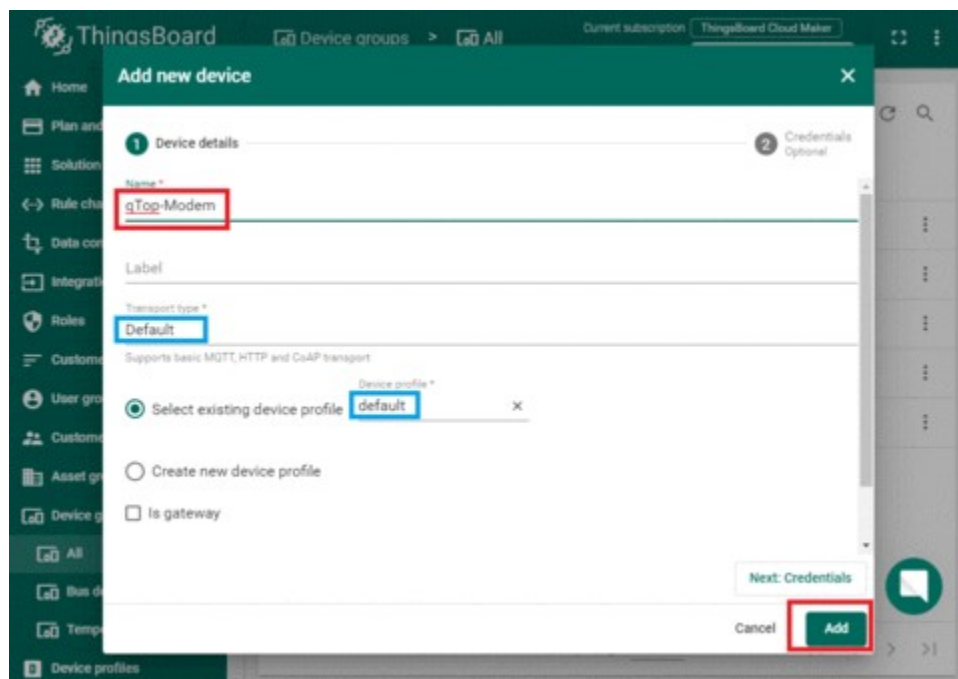 ThingsBoard
Device groups > All
Current subscription
ThingsBoard Cloud Maker
Home
Plan and
Solution
Rule cha
Data con
Integrati
Roles
Custome
User gro
Custome
Asset gr
Device g
All
Bus de
Temp
Device profiles
Add new device
1 Device details
2 Credentials
Optional
Name *
qTop-Modem
Label
Transport type *
Default
Supports basic MQTT, HTTP and CoAP transport
Select existing device profile
Device profile *
default
Create new device profile
Is gateway
Next: Credentials
Cancel
Add